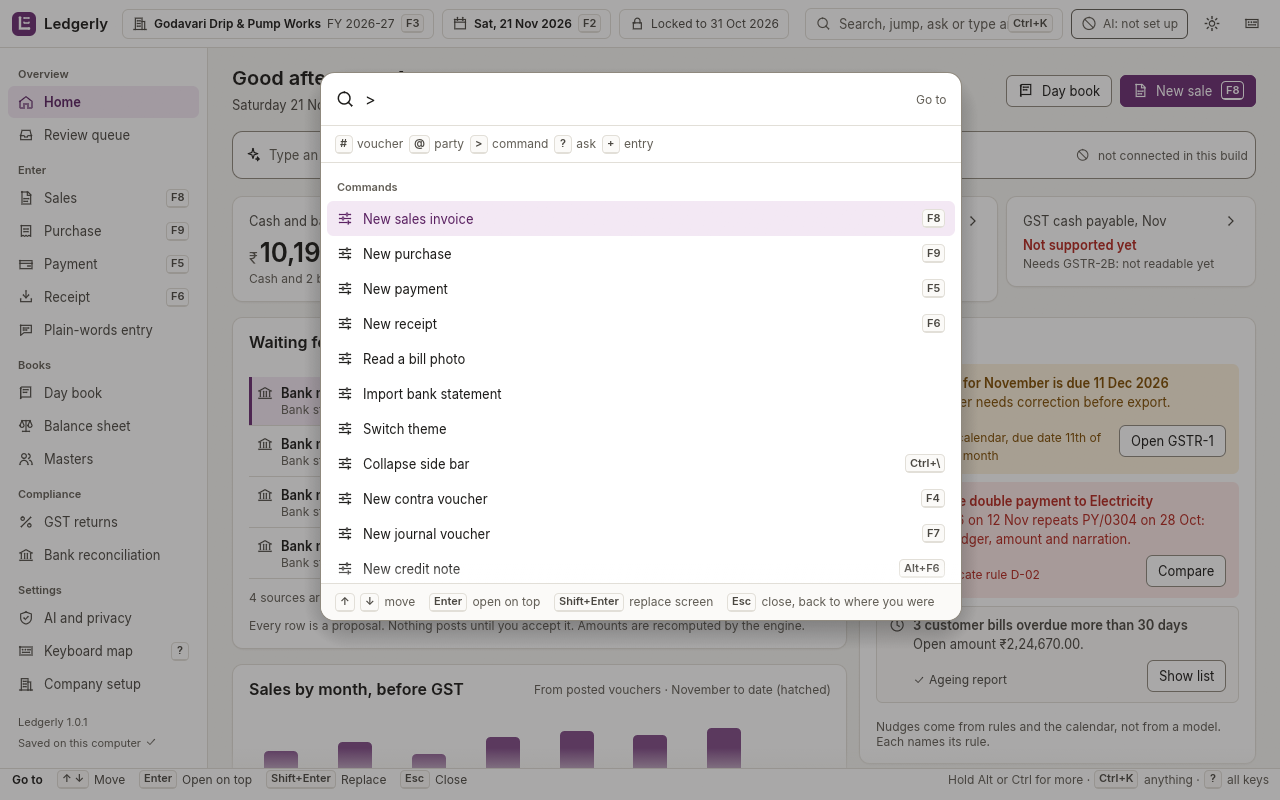 Ledgerly
Godavari Drip & Pump Works FY 2026-27 F3
Sat, 21 Nov 2026 F2
Locked to 31 Oct 2026
Search, jump, ask or type a Ctrl+K
AI: not set up
Overview
Home
Review queue
Enter
Sales F8
Purchase F9
Payment F5
Receipt F6
Plain-words entry
Books
Day book
Balance sheet
Masters
Compliance
GST returns
Bank reconciliation
Settings
AI and privacy
Keyboard map ?
Company setup
Ledgerly 1.0.1
Saved on this computer
Good afte
Saturday 21 No
Day book
New sale F8
Type an
not connected in this build
Cash and ba
₹10,19
Cash and 2 b
GST cash payable, Nov
Not supported yet
Needs GSTR-2B: not readable yet
Waiting fo
Bank n
Bank st
Bank n
Bank st
Bank n
Bank st
Bank n
Bank st
4 sources ar
Every row is a proposal. Nothing posts until you accept it. Amounts are recomputed by the engine.
Sales by month, before GST
From posted vouchers · November to date (hatched)
for November is due 11 Dec 2026
er needs correction before export.
calendar, due date 11th of
month
Open GSTR-1
e double payment to Electricity
6 on 12 Nov repeats PY/0304 on 28 Oct:
dger, amount and narration.
cate rule D-02
Compare
3 customer bills overdue more than 30 days
Open amount ₹2,24,670.00.
Ageing report
Show list
Nudges come from rules and the calendar, not from a model.
Each names its rule.
>
Go to
# voucher @ party > command ? ask + entry
Commands
New sales invoice F8
New purchase F9
New payment F5
New receipt F6
Read a bill photo
Import bank statement
Switch theme
Collapse side bar Ctrl+\
New contra voucher F4
New journal voucher F7
New credit note Alt+F6
↑ ↓ move Enter open on top Shift+Enter replace screen Esc close, back to where you were
Go to ↑ ↓ Move Enter Open on top Shift+Enter Replace Esc Close
Hold Alt or Ctrl for more · Ctrl+K anything · ? all keys